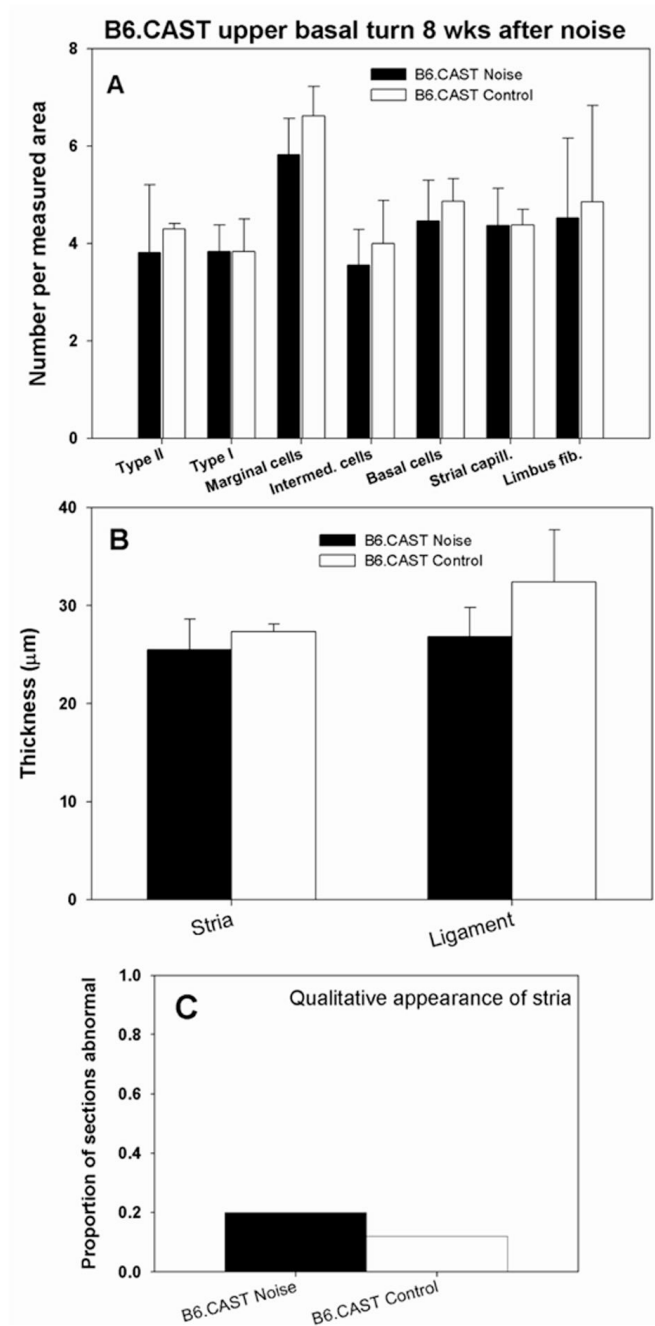 B6.CAST upper basal turn 8 wks after noise
A
B6.CAST Noise
B6.CAST Control
Number per measured area
8
6
4
2
0
Type II
Type I
Marginal cells
Intermed. cells
Basal cells
Strial capill.
Limbus fib.
B
B6.CAST Noise
B6.CAST Control
Thickness (μm)
40
30
20
10
0
Stria
Ligament
C
Qualitative appearance of stria
Proportion of sections abnormal
1.0
0.8
0.6
0.4
0.2
0.0
B6.CAST Noise
B6.CAST Control